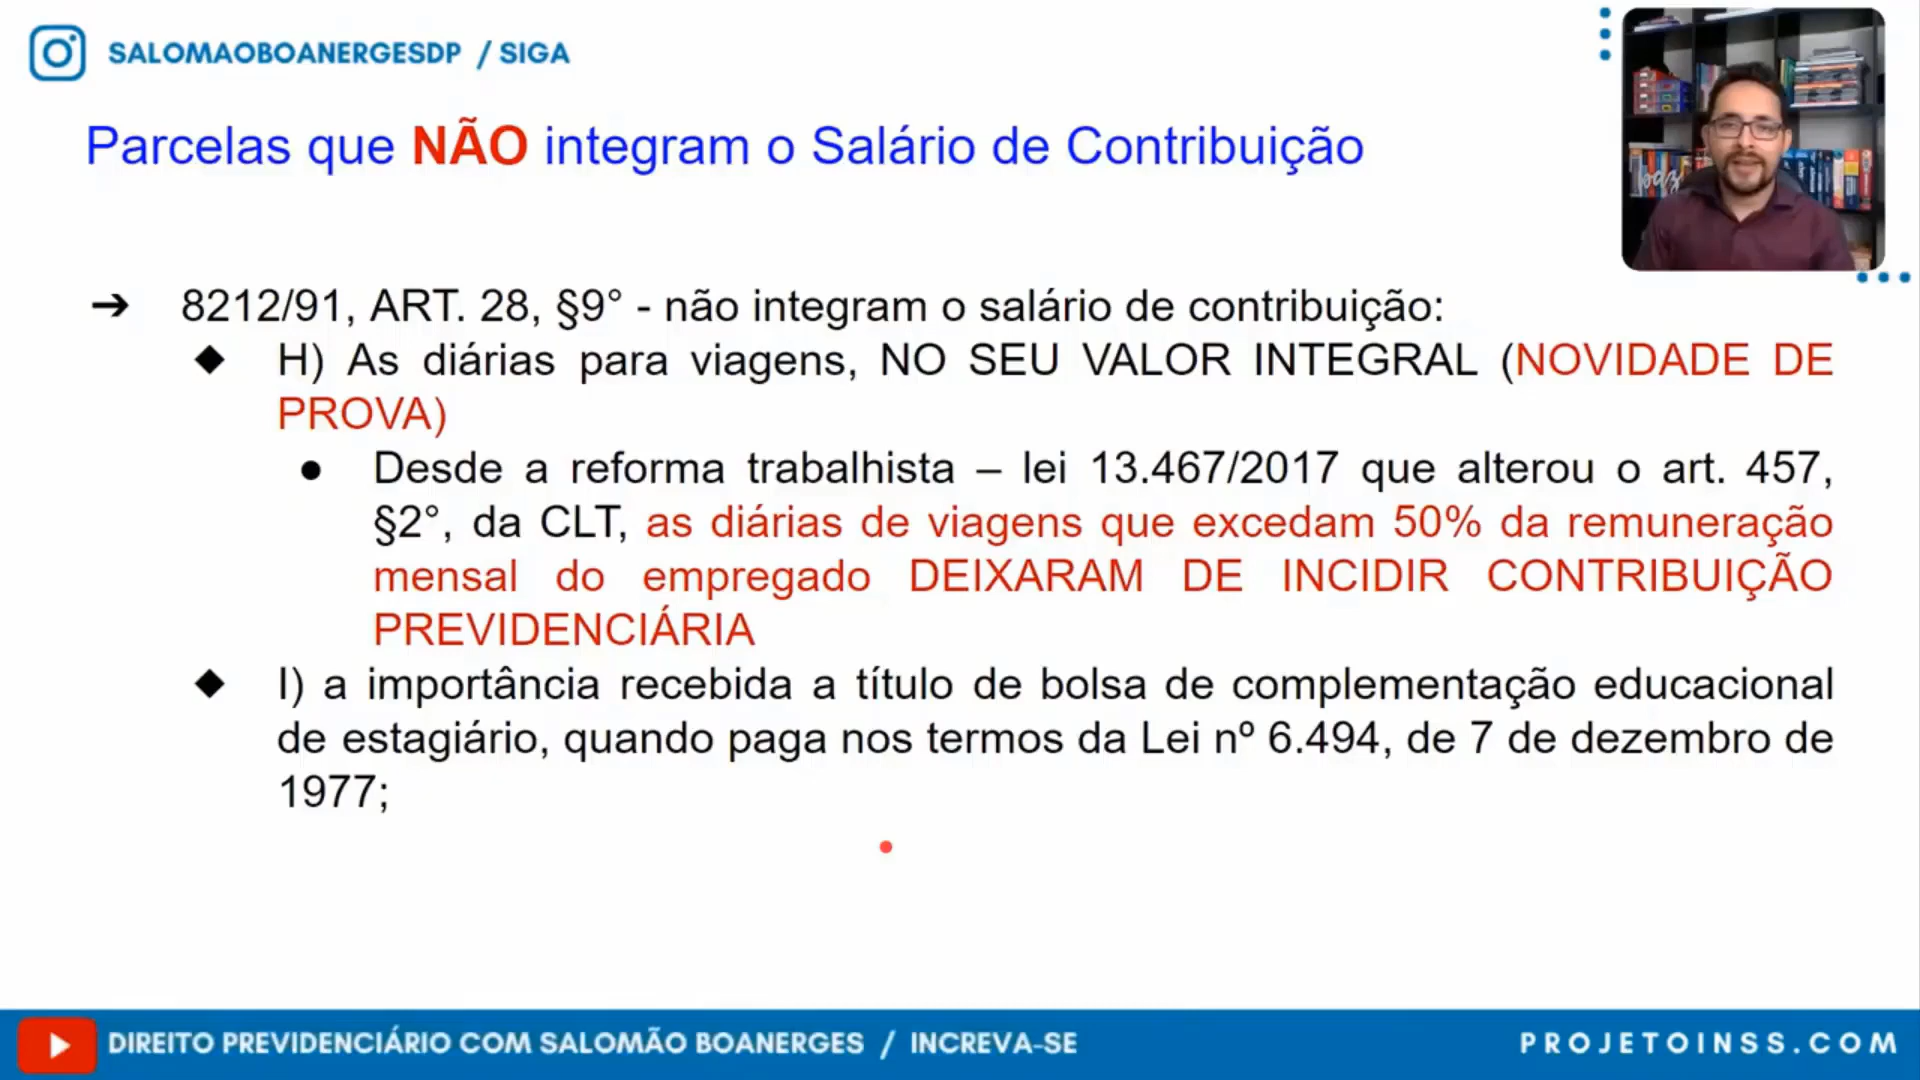 SALOMAOBOANERGESDP / SIGA
Parcelas que NÃO integram o Salário de Contribuição
➔ 8212/91, ART. 28, §9° - não integram o salário de contribuição:
◆ H) As diárias para viagens, NO SEU VALOR INTEGRAL (NOVIDADE DE
PROVA)
● Desde a reforma trabalhista – lei 13.467/2017 que alterou o art. 457,
§2°, da CLT, as diárias de viagens que excedam 50% da remuneração
mensal do empregado DEIXARAM DE INCIDIR CONTRIBUIÇÃO
PREVIDENCIÁRIA
◆ I) a importância recebida a título de bolsa de complementação educacional
de estagiário, quando paga nos termos da Lei nº 6.494, de 7 de dezembro de
1977;
DIREITO PREVIDENCIÁRIO COM SALOMÃO BOANERGES / INCREVA-SE
PROJETOINSS.COM